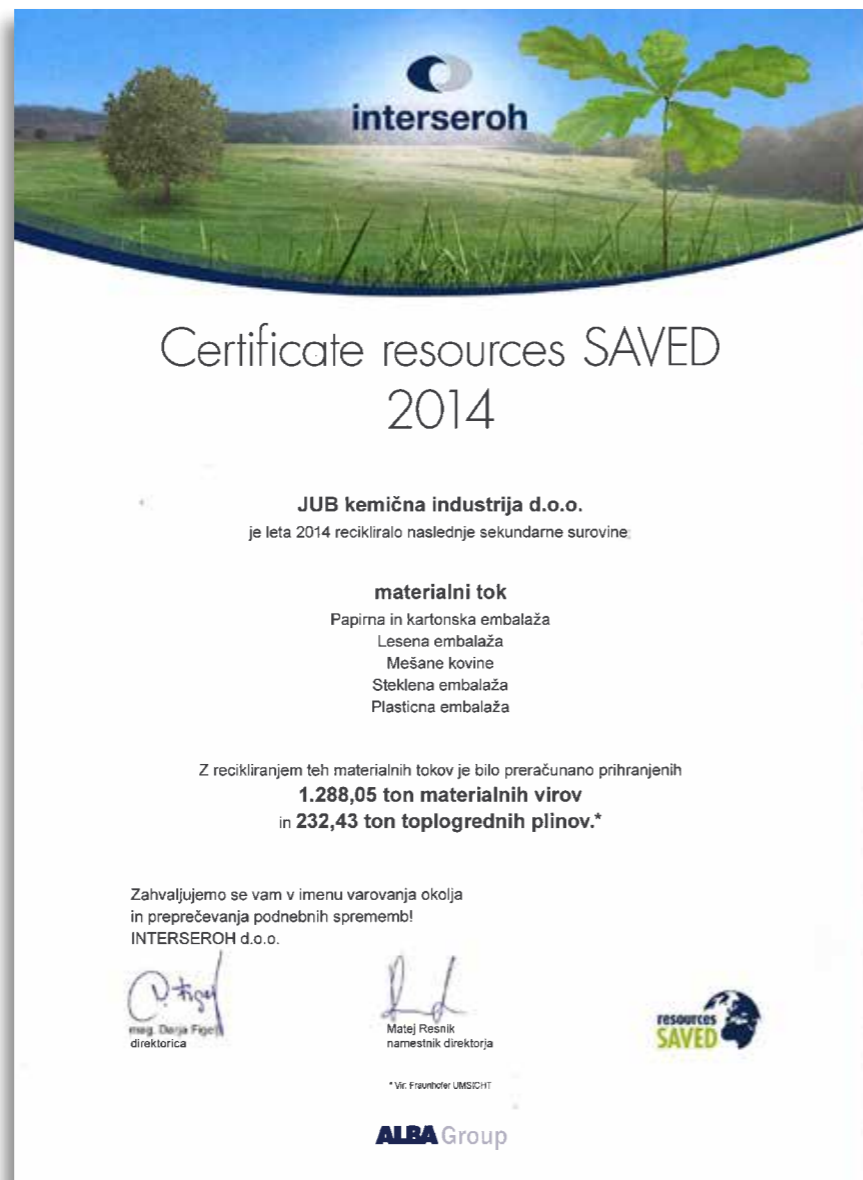 interseroh
Certificate resources SAVED
2014
JUB kemična industrija d.o.o.
je leta 2014 recikliralo naslednje sekundarne surovine:
materialni tok
Papirna in kartonska embalaža
Lesena embalaža
Mešane kovine
Steklena embalaža
Plasticna embalaža
Z recikliranjem teh materialnih tokov je bilo preračunano prihranjenih
1.288,05 ton materialnih virov
in 232,43 ton toplogrednih plinov.*
Zahvaljujemo se vam v imenu varovanja okolja
in preprečevanja podnebnih sprememb!
INTERSEROH d.o.o.
mag. Darja Figelj
direktorica
Matej Resnik
namestnik direktorja
resources
SAVED
* Vir: Fraunhofer UMSICHT
ALBA Group